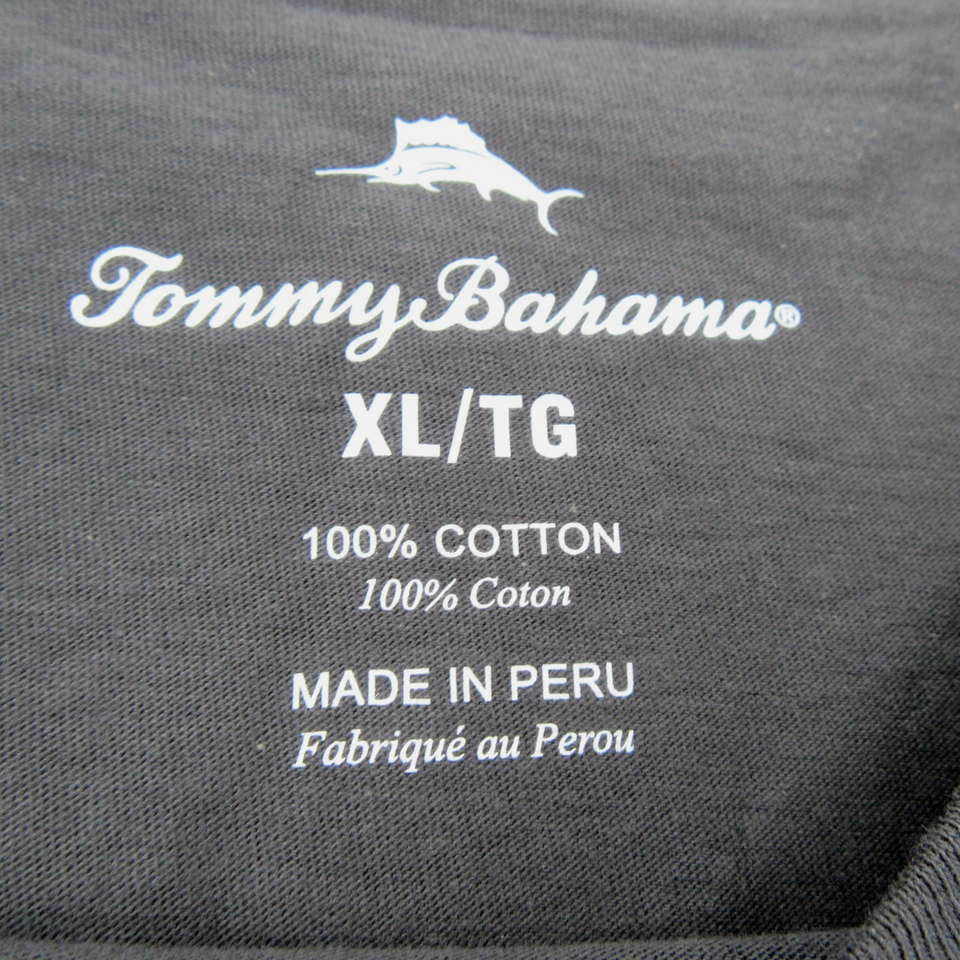 Tommy Bahama®
XL/TG
100% COTTON
100% Coton
MADE IN PERU
Fabriqué au Perou